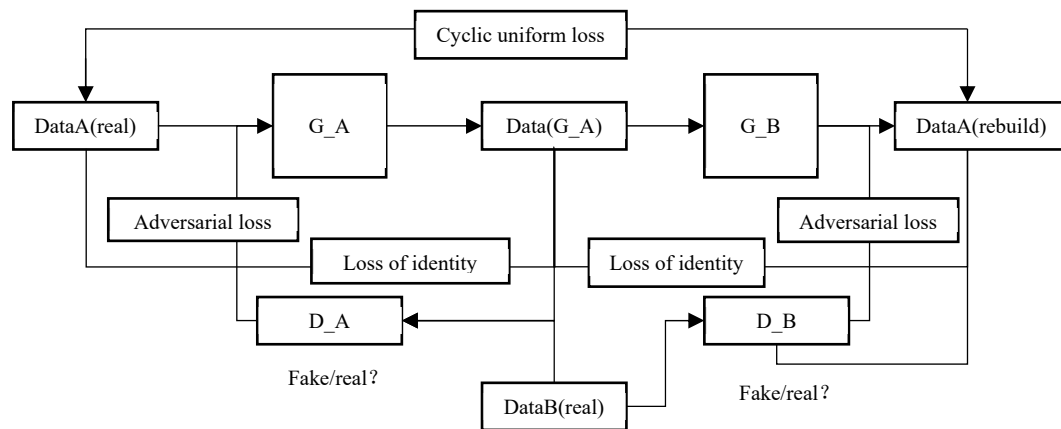 Cyclic uniform loss
DataA(real)
G_A
Data(G_A)
G_B
DataA(rebuild)
Adversarial loss
Adversarial loss
Loss of identity
Loss of identity
D_A
D_B
Fake/real？
Fake/real？
DataB(real)